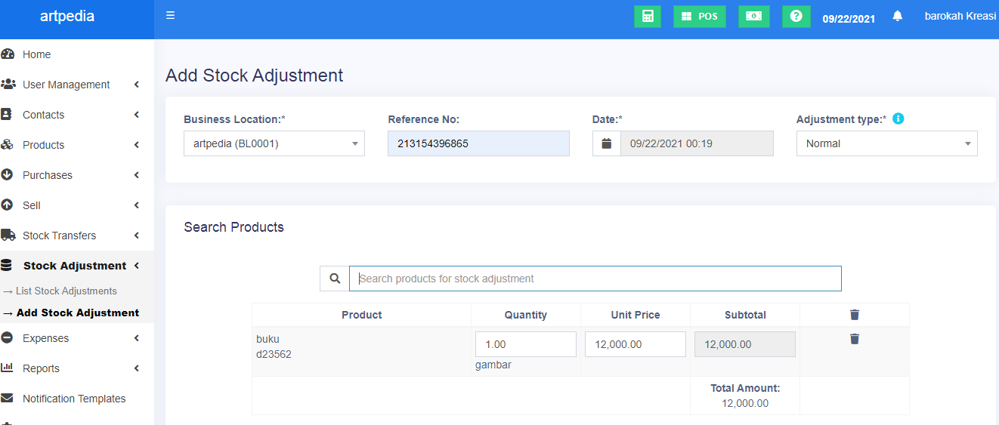 artpedia
POS
09/22/2021
barokah Kreasi
Home
User Management
Contacts
Products
Purchases
Sell
Stock Transfers
Stock Adjustment
→ List Stock Adjustments
→ Add Stock Adjustment
Expenses
Reports
Notification Templates
Add Stock Adjustment
Business Location:*
artpedia (BL0001)
Reference No:
213154396865
Date:*
09/22/2021 00:19
Adjustment type:*
Normal
Search Products
Search products for stock adjustment
Product Quantity Unit Price Subtotal
buku
d23562
1.00
gambar
12,000.00
12,000.00
Total Amount:
12,000.00